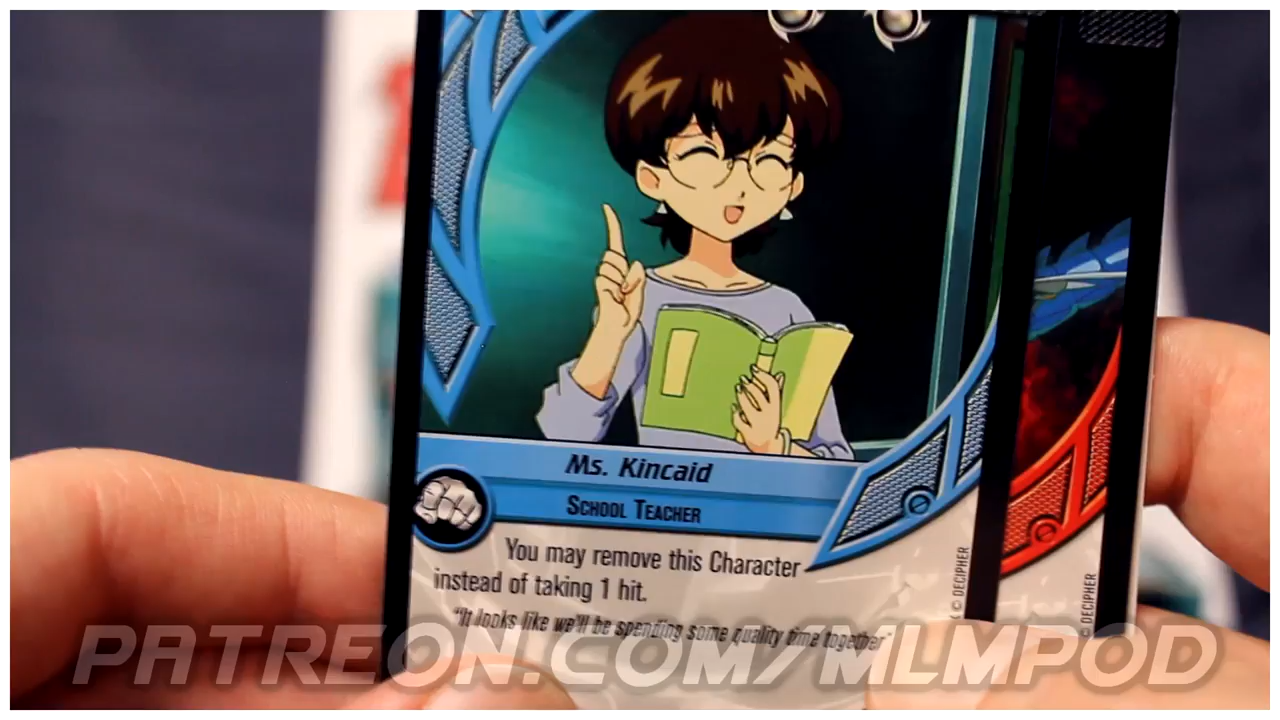 Ms. Kincaid
School Teacher
You may remove this Character
instead of taking 1 hit.
"It looks like we'll be spending some quality time together"
© DECIPHER
© DECIPHER
PATREON.COM/MLMPOD